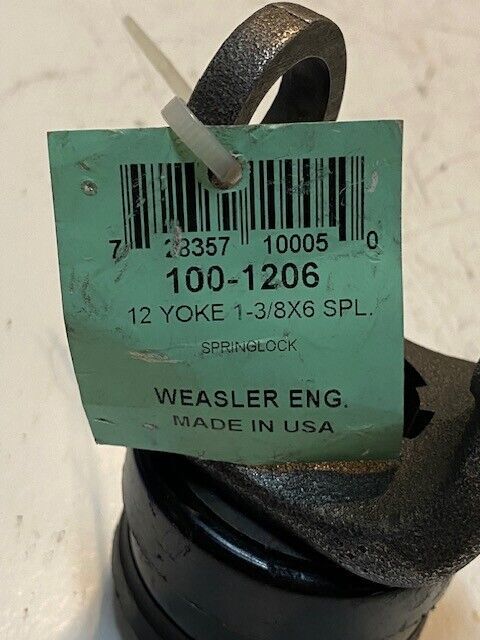 7 28357 10005 0
100-1206
12 YOKE 1-3/8X6 SPL.
SPRINGLOCK
WEASLER ENG.
MADE IN USA